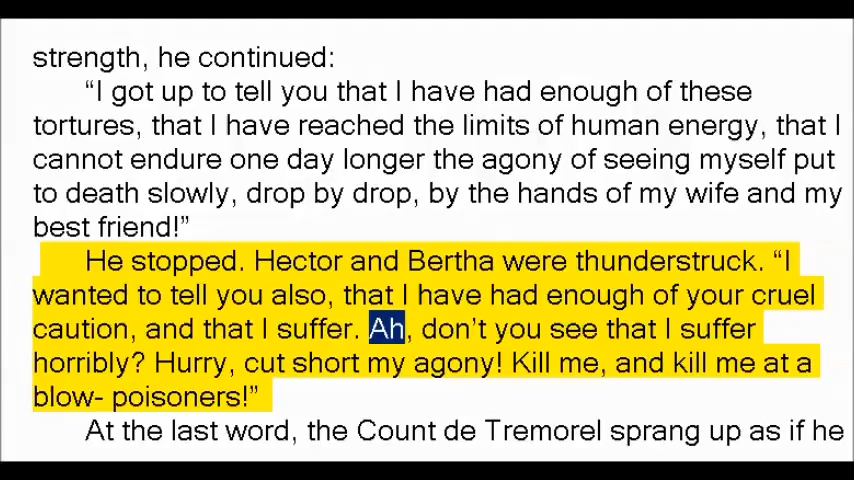 strength, he continued:
“I got up to tell you that I have had enough of these
tortures, that I have reached the limits of human energy, that I
cannot endure one day longer the agony of seeing myself put
to death slowly, drop by drop, by the hands of my wife and my
best friend!”
He stopped. Hector and Bertha were thunderstruck. “I
wanted to tell you also, that I have had enough of your cruel
caution, and that I suffer. Ah, don’t you see that I suffer
horribly? Hurry, cut short my agony! Kill me, and kill me at a
blow- poisoners!”
At the last word, the Count de Tremorel sprang up as if he